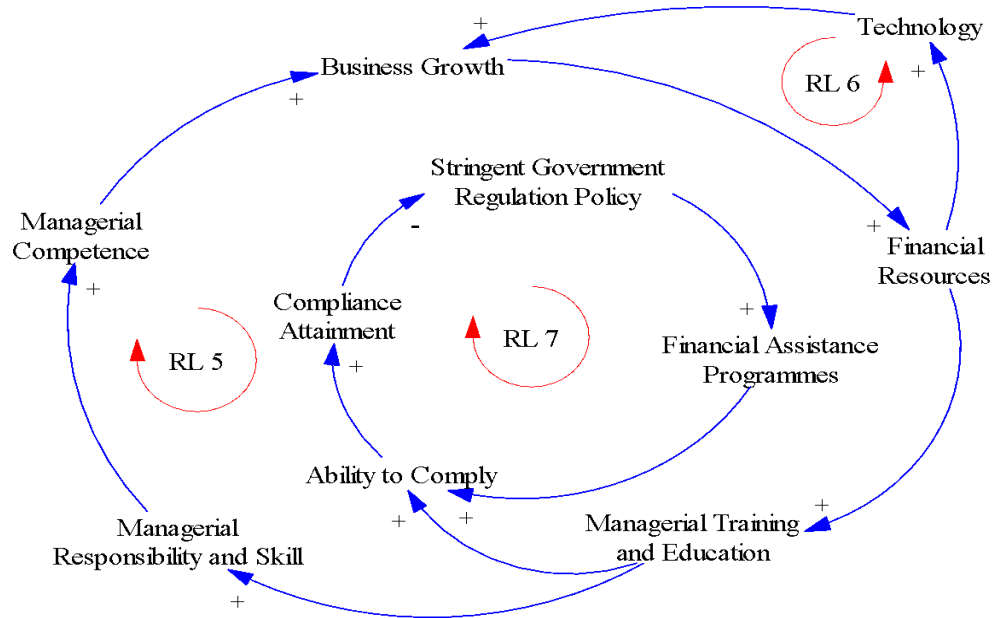 +
Technology
Business Growth
+
+
RL 6
Stringent Government
Regulation Policy
Managerial
Competence
+
-
+
Financial
Resources
+
Compliance
Attainment
+
Financial Assistance
Programmes
RL 5
RL 7
+
Ability to Comply
+
+
+
Managerial
Responsibility and Skill
Managerial Training
and Education
+